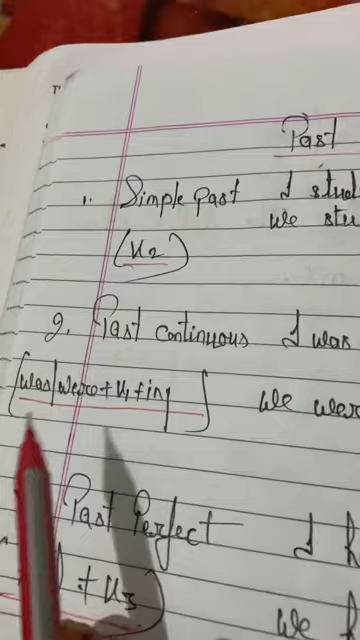 Past
1. Simple past I stud
we stu
(V2)
2. Past continuous I was
[was/were + V1 + ing] we wer
Past Perfect I h
+ V3) we h